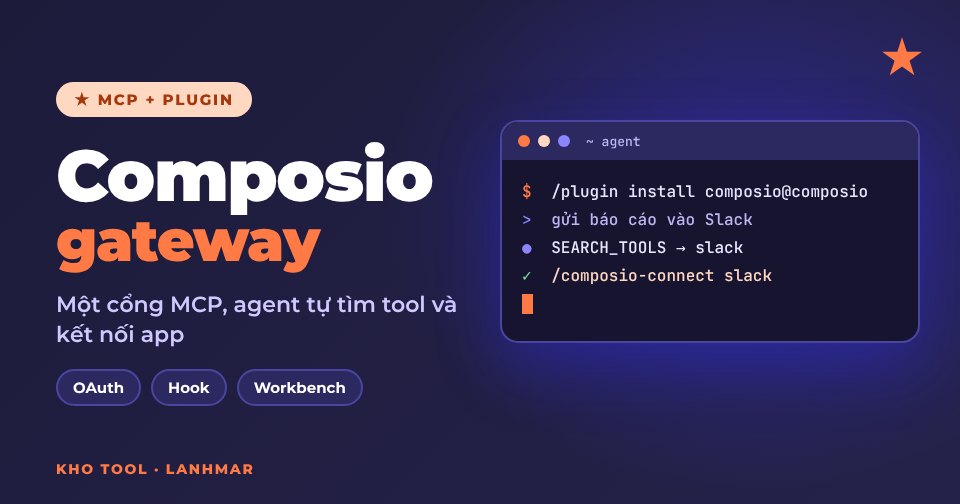 ★ MCP + PLUGIN
Composio
gateway
Một cổng MCP, agent tự tìm tool và
kết nối app
OAuth
Hook
Workbench
KHO TOOL · LANHMAR
~ agent
$ /plugin install composio@composio
> gửi báo cáo vào Slack
● SEARCH_TOOLS → slack
✓ /composio-connect slack